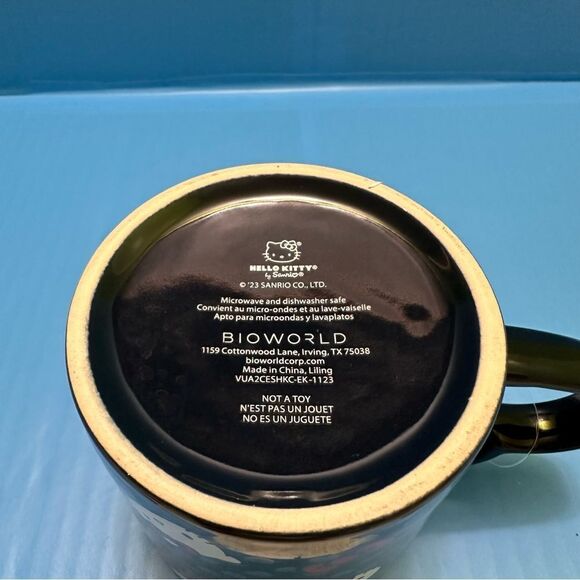 HELLO KITTY®
by Sanrio®
© '23 SANRIO CO., LTD.
Microwave and dishwasher safe
Convient au micro-ondes et au lave-vaiselle
Apto para microondas y lavaplatos
BIOWORLD
1159 Cottonwood Lane, Irving, TX 75038
bioworldcorp.com
Made in China, Liling
VUA2CESHKC-EK-1123
NOT A TOY
N'EST PAS UN JOUET
NO ES UN JUGUETE